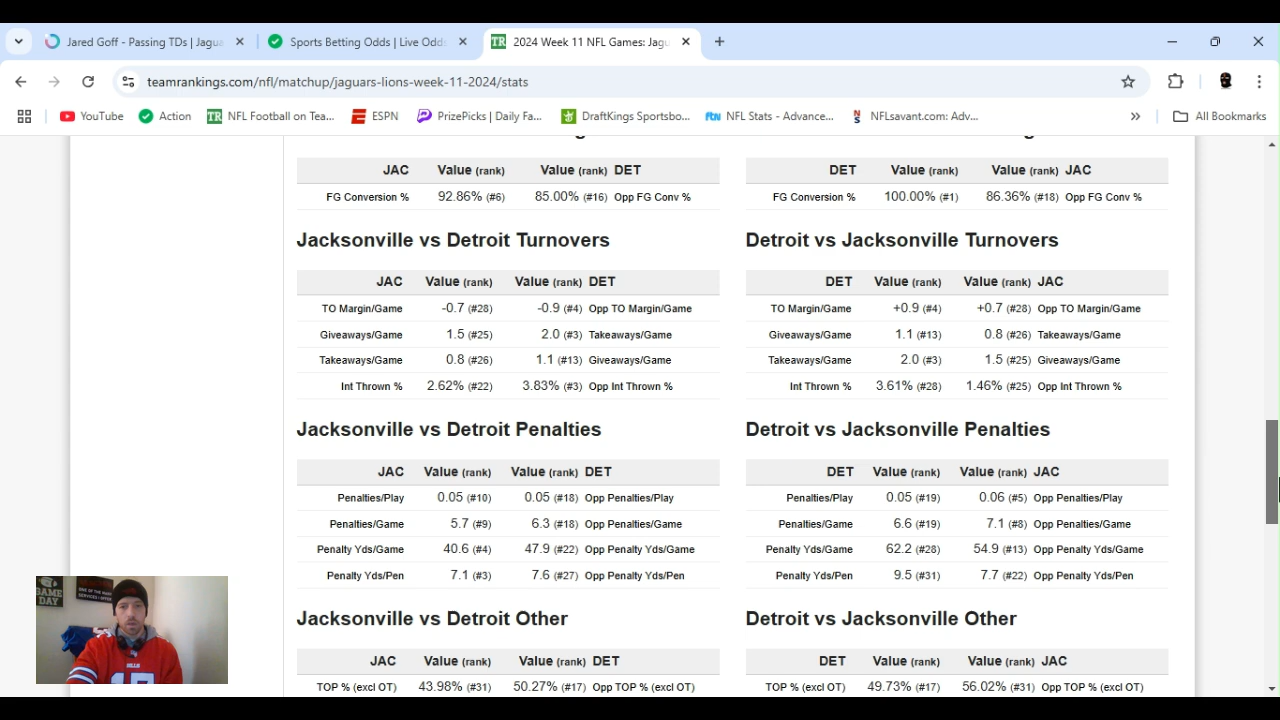 Jared Goff - Passing TDs | Jagua
Sports Betting Odds | Live Odd
TR 2024 Week 11 NFL Games: Jagu
teamrankings.com/nfl/matchup/jaguars-lions-week-11-2024/stats
YouTube Action TR NFL Football on Tea... ESPN PrizePicks | Daily Fa... DraftKings Sportsbo... ftn NFL Stats - Advance... NFLsavant.com: Adv... All Bookmarks
JAC Value (rank) Value (rank) DET
FG Conversion % 92.86% (#6) 85.00% (#16) Opp FG Conv %
DET Value (rank) Value (rank) JAC
FG Conversion % 100.00% (#1) 86.36% (#18) Opp FG Conv %
Jacksonville vs Detroit Turnovers
JAC Value (rank) Value (rank) DET
TO Margin/Game -0.7 (#28) -0.9 (#4) Opp TO Margin/Game
Giveaways/Game 1.5 (#25) 2.0 (#3) Takeaways/Game
Takeaways/Game 0.8 (#26) 1.1 (#13) Giveaways/Game
Int Thrown % 2.62% (#22) 3.83% (#3) Opp Int Thrown %
Detroit vs Jacksonville Turnovers
DET Value (rank) Value (rank) JAC
TO Margin/Game +0.9 (#4) +0.7 (#28) Opp TO Margin/Game
Giveaways/Game 1.1 (#13) 0.8 (#26) Takeaways/Game
Takeaways/Game 2.0 (#3) 1.5 (#25) Giveaways/Game
Int Thrown % 3.61% (#28) 1.46% (#25) Opp Int Thrown %
Jacksonville vs Detroit Penalties
JAC Value (rank) Value (rank) DET
Penalties/Play 0.05 (#10) 0.05 (#18) Opp Penalties/Play
Penalties/Game 5.7 (#9) 6.3 (#18) Opp Penalties/Game
Penalty Yds/Game 40.6 (#4) 47.9 (#22) Opp Penalty Yds/Game
Penalty Yds/Pen 7.1 (#3) 7.6 (#27) Opp Penalty Yds/Pen
Detroit vs Jacksonville Penalties
DET Value (rank) Value (rank) JAC
Penalties/Play 0.05 (#19) 0.06 (#5) Opp Penalties/Play
Penalties/Game 6.6 (#19) 7.1 (#8) Opp Penalties/Game
Penalty Yds/Game 62.2 (#28) 54.9 (#13) Opp Penalty Yds/Game
Penalty Yds/Pen 9.5 (#31) 7.7 (#22) Opp Penalty Yds/Pen
Jacksonville vs Detroit Other
JAC Value (rank) Value (rank) DET
TOP % (excl OT) 43.98% (#31) 50.27% (#17) Opp TOP % (excl OT)
Detroit vs Jacksonville Other
DET Value (rank) Value (rank) JAC
TOP % (excl OT) 49.73% (#17) 56.02% (#31) Opp TOP % (excl OT)
GAME
DAY